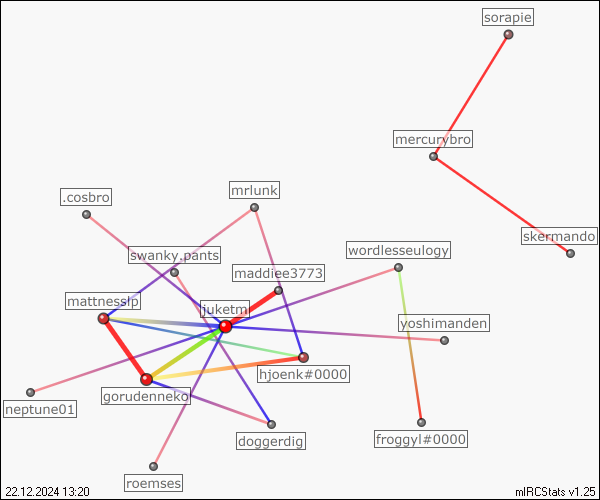 sorapie
mercurybro
mrlunk
.cosbro
skermando
wordlesseulogy
swanky.pants
maddiee3773
mattnesslp
juketm
yoshimanden
hjoenk#0000
gorudenneko
neptune01
doggerdig
froggyl#0000
roemses
22.12.2024 13:20
mIRCStats v1.25